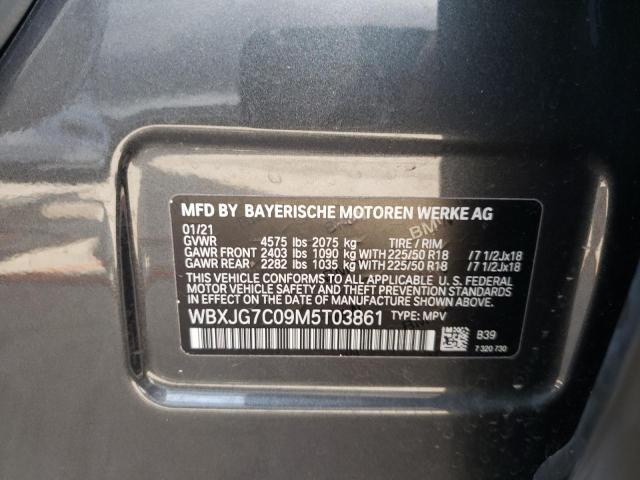 MFD BY BAYERISCHE MOTOREN WERKE AG
01/21
GVWR 4575 lbs 2075 kg TIRE / RIM
GAWR FRONT 2403 lbs 1090 kg WITH 225/50 R18 /7 1/2Jx18
GAWR REAR 2282 lbs 1035 kg WITH 225/50 R18 /7 1/2Jx18
THIS VEHICLE CONFORMS TO ALL APPLICABLE U. S. FEDERAL
MOTOR VEHICLE SAFETY, BUMPER, AND THEFT PREVENTION
STANDARDS IN EFFECT ON THE DATE OF MANUFACTURE
SHOWN ABOVE.
WBXJG7C09M5T03861 TYPE: MPV
B39
7 320 730
BMW